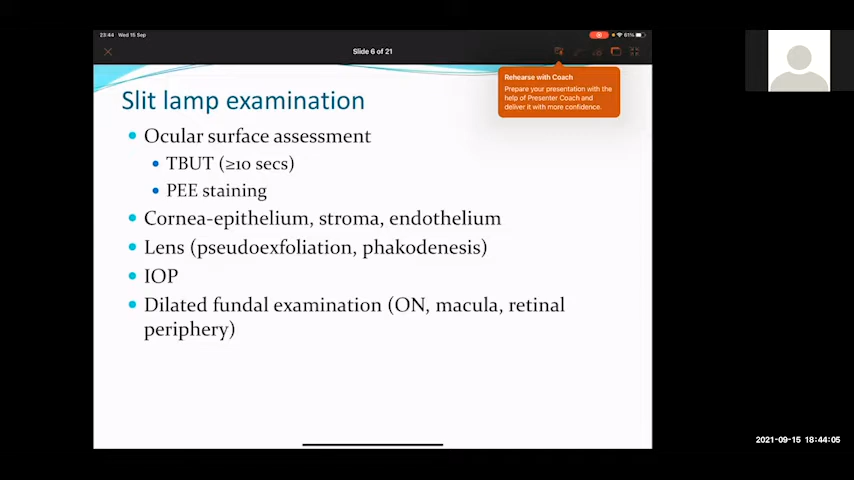 23:44 Wed 15 Sep
61%
Slide 6 of 21
Rehearse with Coach
Prepare your presentation with the
help of Presenter Coach and
deliver it with more confidence.
Slit lamp examination
Ocular surface assessment
TBUT (≥10 secs)
PEE staining
Cornea-epithelium, stroma, endothelium
Lens (pseudoexfoliation, phakodenesis)
IOP
Dilated fundal examination (ON, macula, retinal
periphery)
2021-09-15 18:44:05